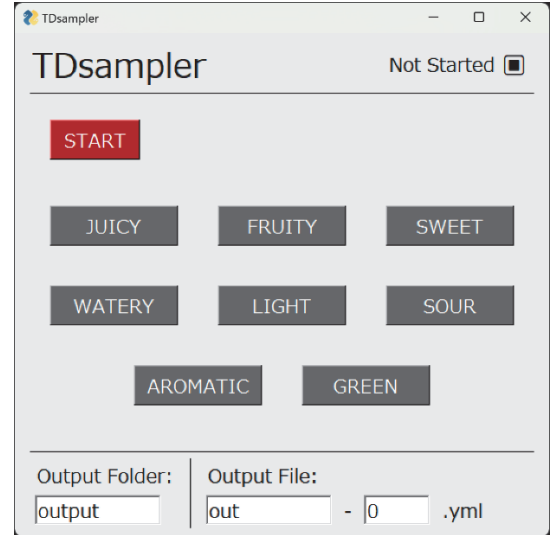 TDsampler
TDsampler Not Started
START
JUICY FRUITY SWEET
WATERY LIGHT SOUR
AROMATIC GREEN
Output Folder: Output File:
output out - 0 .yml